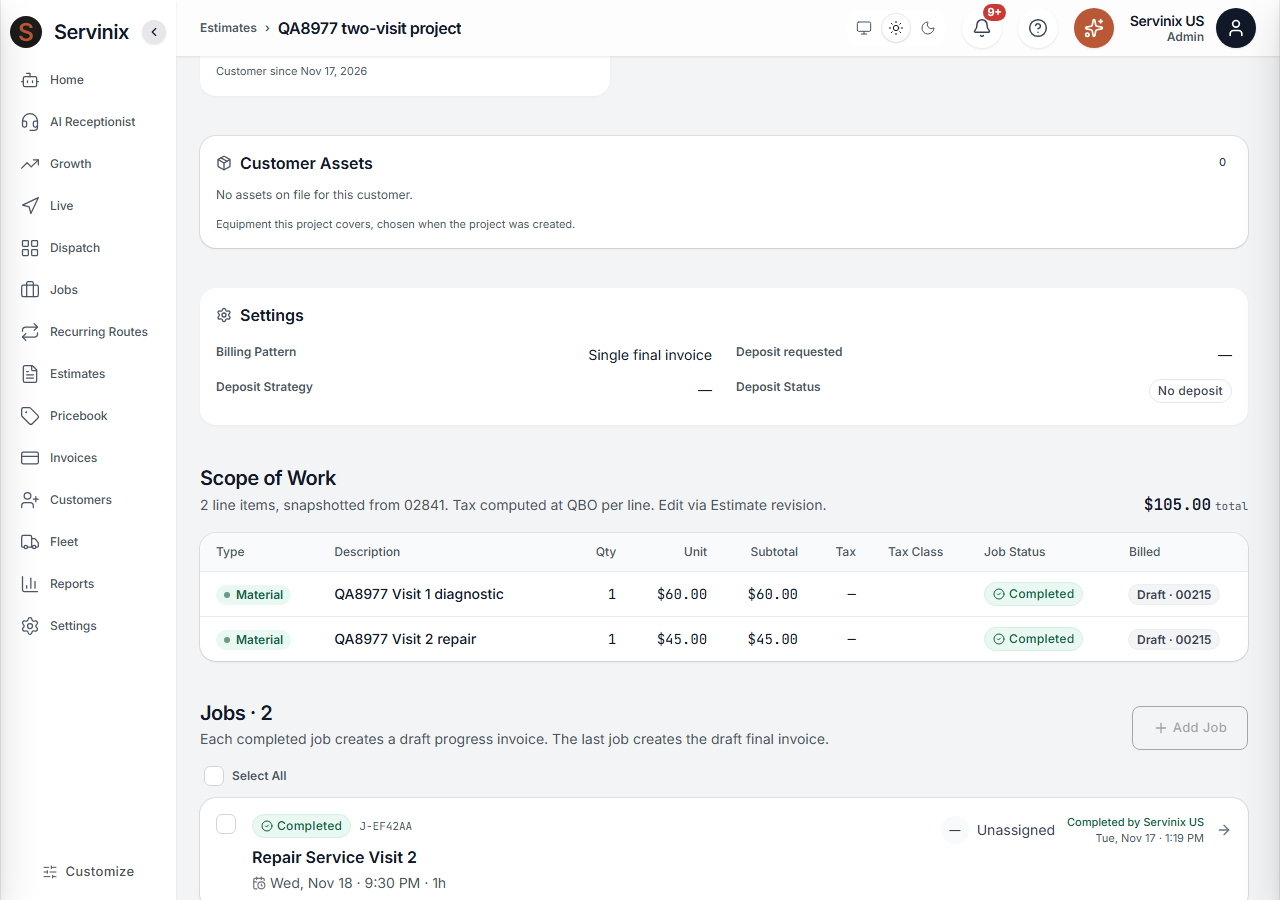 S Servinix
Home
AI Receptionist
Growth
Live
Dispatch
Jobs
Recurring Routes
Estimates
Pricebook
Invoices
Customers
Fleet
Reports
Settings
Customize
Estimates › QA8977 two-visit project
9+
Servinix US
Admin
Customer since Nov 17, 2026
Customer Assets 0
No assets on file for this customer.
Equipment this project covers, chosen when the project was created.
Settings
Billing Pattern Single final invoice Deposit requested —
Deposit Strategy — Deposit Status No deposit
Scope of Work
2 line items, snapshotted from 02841. Tax computed at QBO per line. Edit via Estimate revision. $105.00 total
Type Description Qty Unit Subtotal Tax Tax Class Job Status Billed
Material QA8977 Visit 1 diagnostic 1 $60.00 $60.00 — Completed Draft · 00215
Material QA8977 Visit 2 repair 1 $45.00 $45.00 — Completed Draft · 00215
Jobs · 2
Each completed job creates a draft progress invoice. The last job creates the draft final invoice.
+ Add Job
Select All
Completed J-EF42AA
— Unassigned
Completed by Servinix US
Tue, Nov 17 · 1:19 PM
Repair Service Visit 2
Wed, Nov 18 · 9:30 PM · 1h